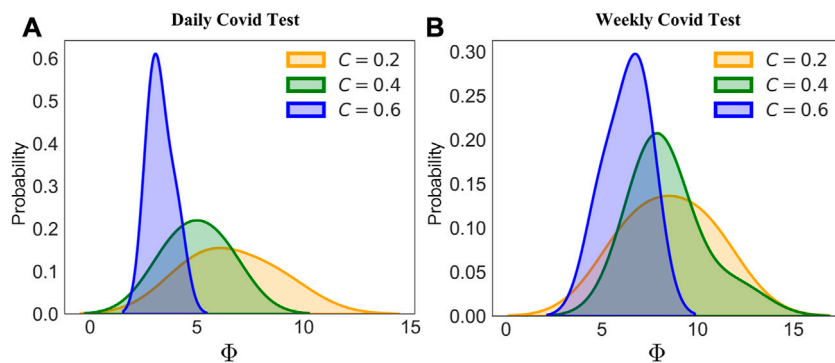 A
Daily Covid Test
Probability
0.6
0.5
0.4
0.3
0.2
0.1
0.0
C = 0.2
C = 0.4
C = 0.6
0 5 10 15
Φ
B
Weekly Covid Test
Probability
0.30
0.25
0.20
0.15
0.10
0.05
0.00
C = 0.2
C = 0.4
C = 0.6
0 5 10 15
Φ